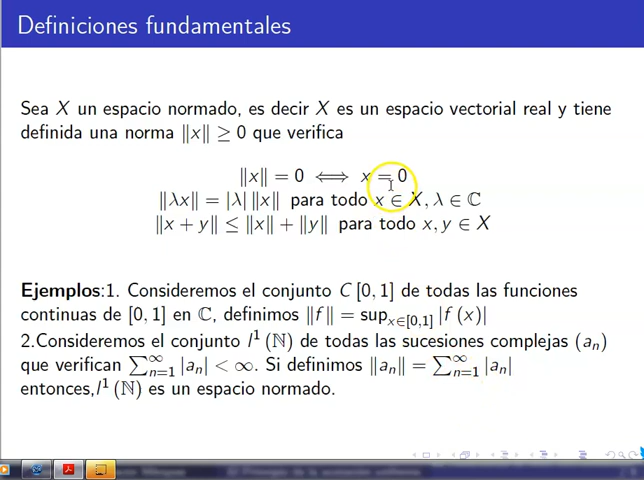 Definiciones fundamentales
Sea X un espacio normado, es decir X es un espacio vectorial real y tiene
definida una norma ‖x‖ ≥ 0 que verifica
‖x‖ = 0 ⟺ x = 0
‖λx‖ = |λ| ‖x‖ para todo x ∈ X, λ ∈ ℂ
‖x + y‖ ≤ ‖x‖ + ‖y‖ para todo x, y ∈ X
Ejemplos:1. Consideremos el conjunto C [0, 1] de todas las funciones
continuas de [0, 1] en ℂ, definimos ‖f‖ = sup_{x∈[0,1]} |f (x)|
2.Consideremos el conjunto l¹ (ℕ) de todas las sucesiones complejas (aₙ)
que verifican ∑_{n=1}^{∞} |aₙ| < ∞. Si definimos ‖aₙ‖ = ∑_{n=1}^{∞} |aₙ|
entonces,l¹ (ℕ) es un espacio normado.